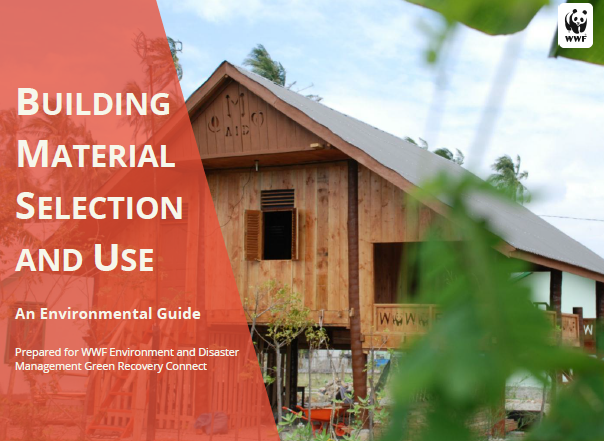 WWF
BUILDING
MATERIAL
SELECTION
AND USE
An Environmental Guide
Prepared for WWF Environment and Disaster
Management Green Recovery Connect